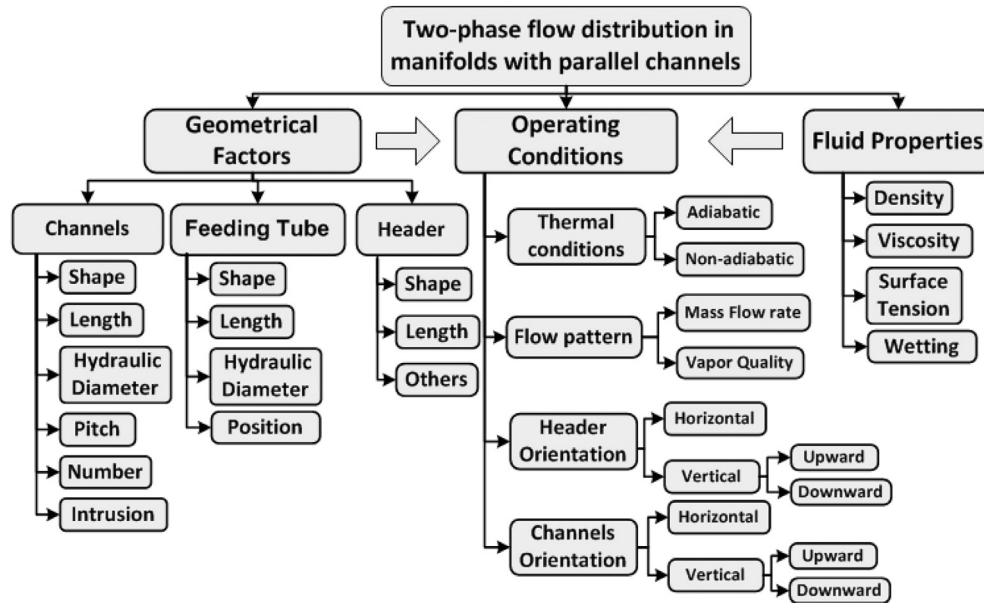 Two-phase flow distribution in
manifolds with parallel channels
Geometrical
Factors
Operating
Conditions
Fluid Properties
Channels
Feeding Tube
Header
Shape
Length
Hydraulic
Diameter
Pitch
Number
Intrusion
Shape
Length
Hydraulic
Diameter
Position
Shape
Length
Others
Thermal
conditions
Adiabatic
Non-adiabatic
Flow pattern
Mass Flow rate
Vapor Quality
Header
Orientation
Horizontal
Vertical
Upward
Downward
Channels
Orientation
Horizontal
Vertical
Upward
Downward
Density
Viscosity
Surface
Tension
Wetting